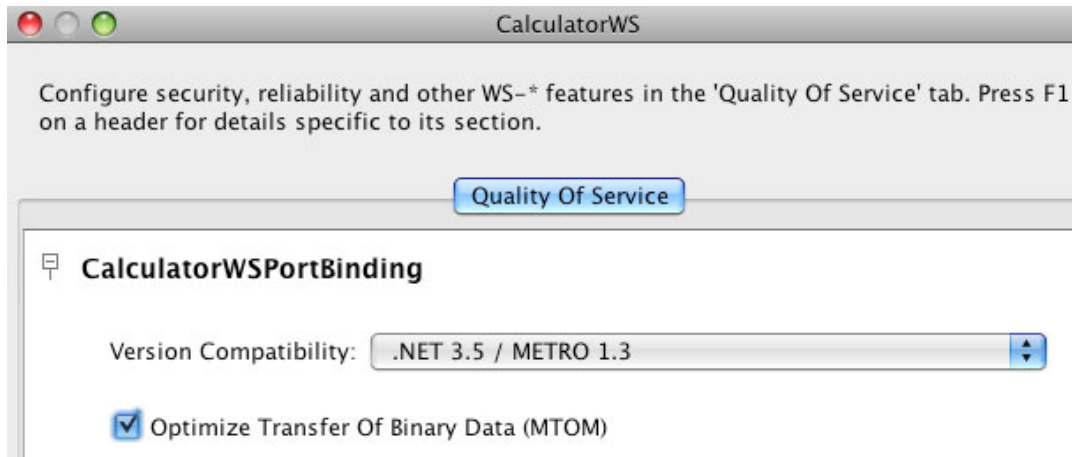 CalculatorWS
Configure security, reliability and other WS-* features in the 'Quality Of Service' tab. Press F1
on a header for details specific to its section.
Quality Of Service
CalculatorWSPortBinding
Version Compatibility: .NET 3.5 / METRO 1.3
Optimize Transfer Of Binary Data (MTOM)